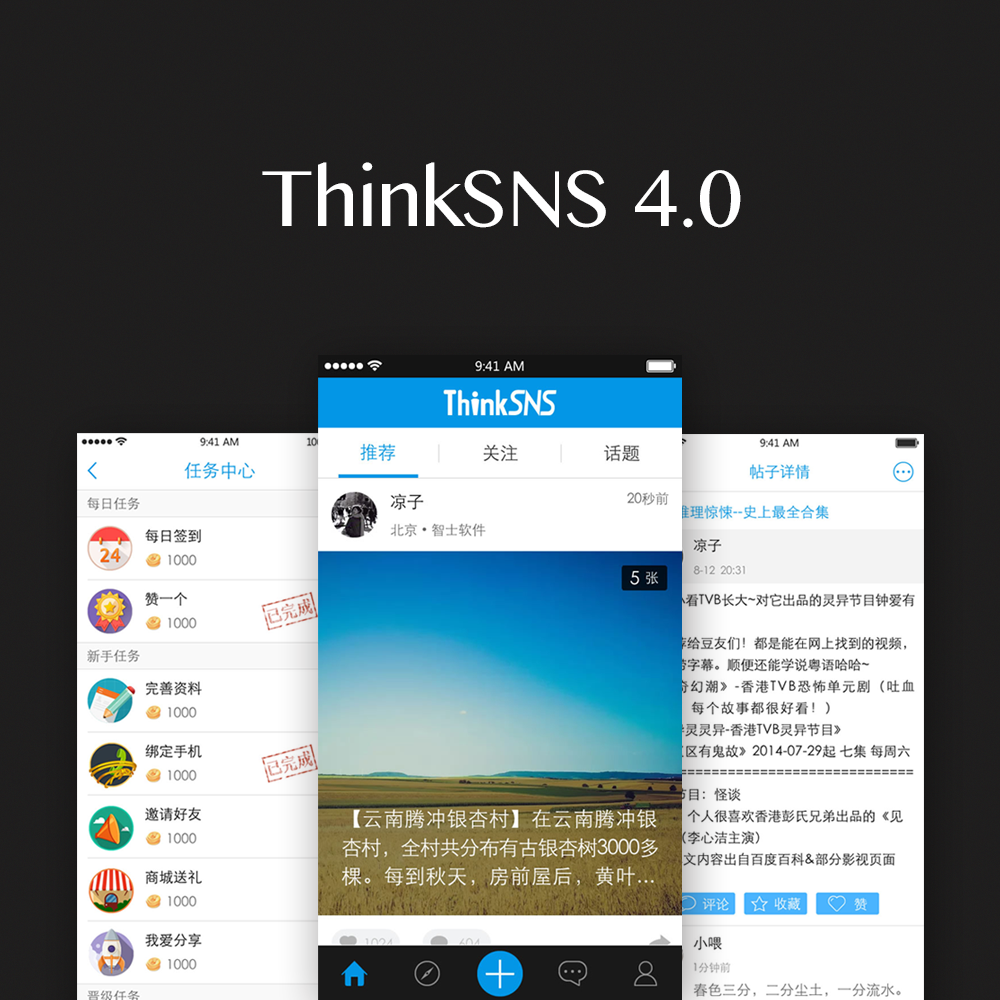 ThinkSNS 4.0
9:41 AM
任务中心
每日任务
每日签到
1000
赞一个
1000
已完成
新手任务
完善资料
1000
绑定手机
1000
已完成
邀请好友
1000
商城送礼
1000
我爱分享
1000
晋级任务
9:41 AM
ThinkSNS
推荐
关注
话题
凉子
20秒前
北京 • 智士软件
5 张
【云南腾冲银杏村】在云南腾冲银
杏村，全村共分布有古银杏树3000多
棵。每到秋天，房前屋后，黄叶...
1024
604
9:41 AM
帖子详情
推理惊悚--史上最全合集
凉子
8-12 20:31
看TVB长大~对它出品的灵异节目钟爱有
给豆友们！都是能在网上找到的视频，
字幕。顺便还能学说粤语哈哈~
奇幻潮》-香港TVB恐怖单元剧（吐血
每个故事都很好看！）
灵灵异-香港TVB灵异节目》
区有鬼故》2014-07-29起 七集 每周六
==============================
节目：怪谈
个人很喜欢香港彭氏兄弟出品的《见
（李心洁主演）
文内容出自百度百科&部分影视页面
评论
收藏
赞
小喂
1分钟前
春色三分，二分尘土，一分流水。